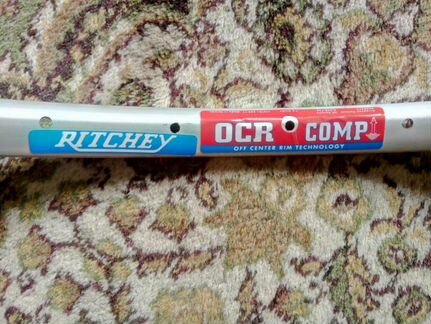 RITCHEY
OCR COMP
OFF CENTER RIM TECHNOLOGY